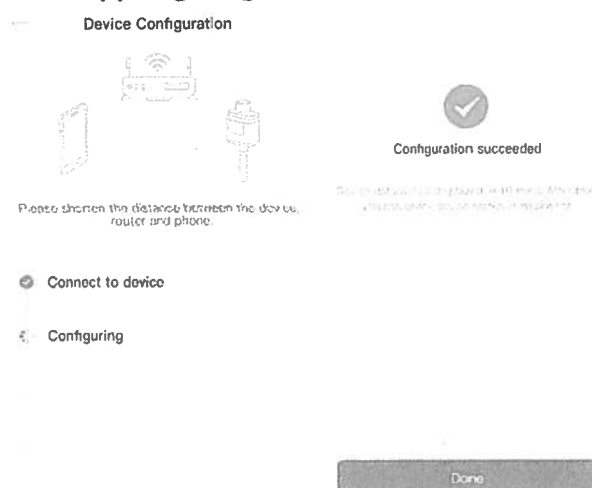 Device Configuration
Please shorten the distance between the device,
router and phone.
Connect to device
Configuring
Configuration succeeded
Done